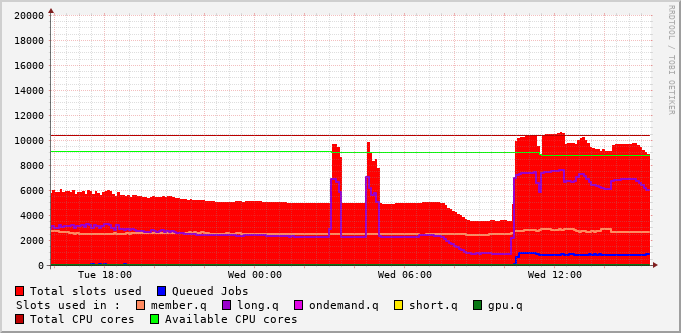 20000
18000
16000
14000
12000
10000
8000
6000
4000
2000
0
Tue 18:00 Wed 00:00 Wed 06:00 Wed 12:00
RRDTOOL / TOBI OETIKER
Total slots used Queued Jobs
Slots used in : member.q long.q ondemand.q short.q gpu.q
Total CPU cores Available CPU cores